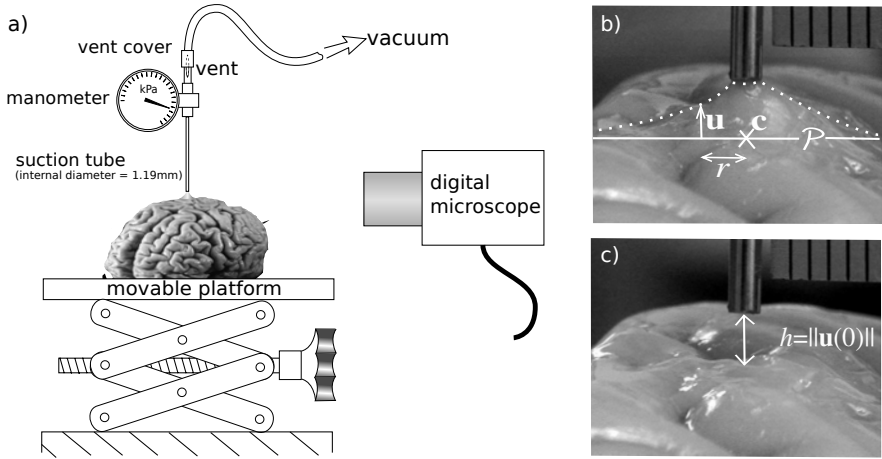 a)
vent cover
vent
vacuum
manometer
kPa
suction tube
(internal diameter = 1.19mm)
digital
microscope
movable platform
b)
u
c
P
r
c)
h=||u(0)||